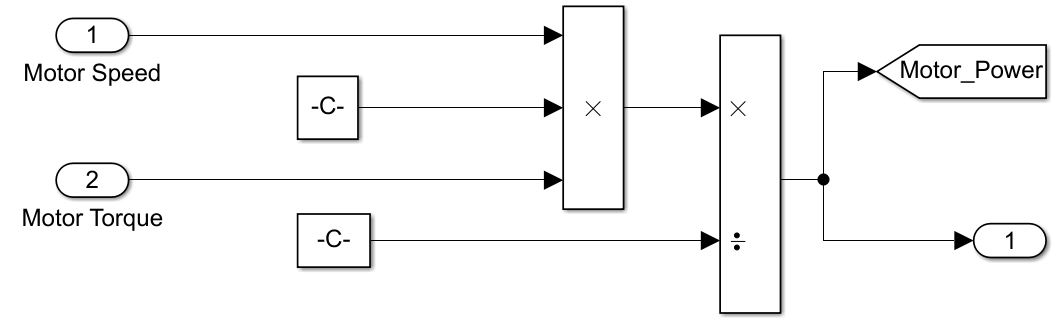 1
Motor Speed
-C-
2
Motor Torque
-C-
×
×
÷
Motor_Power
1